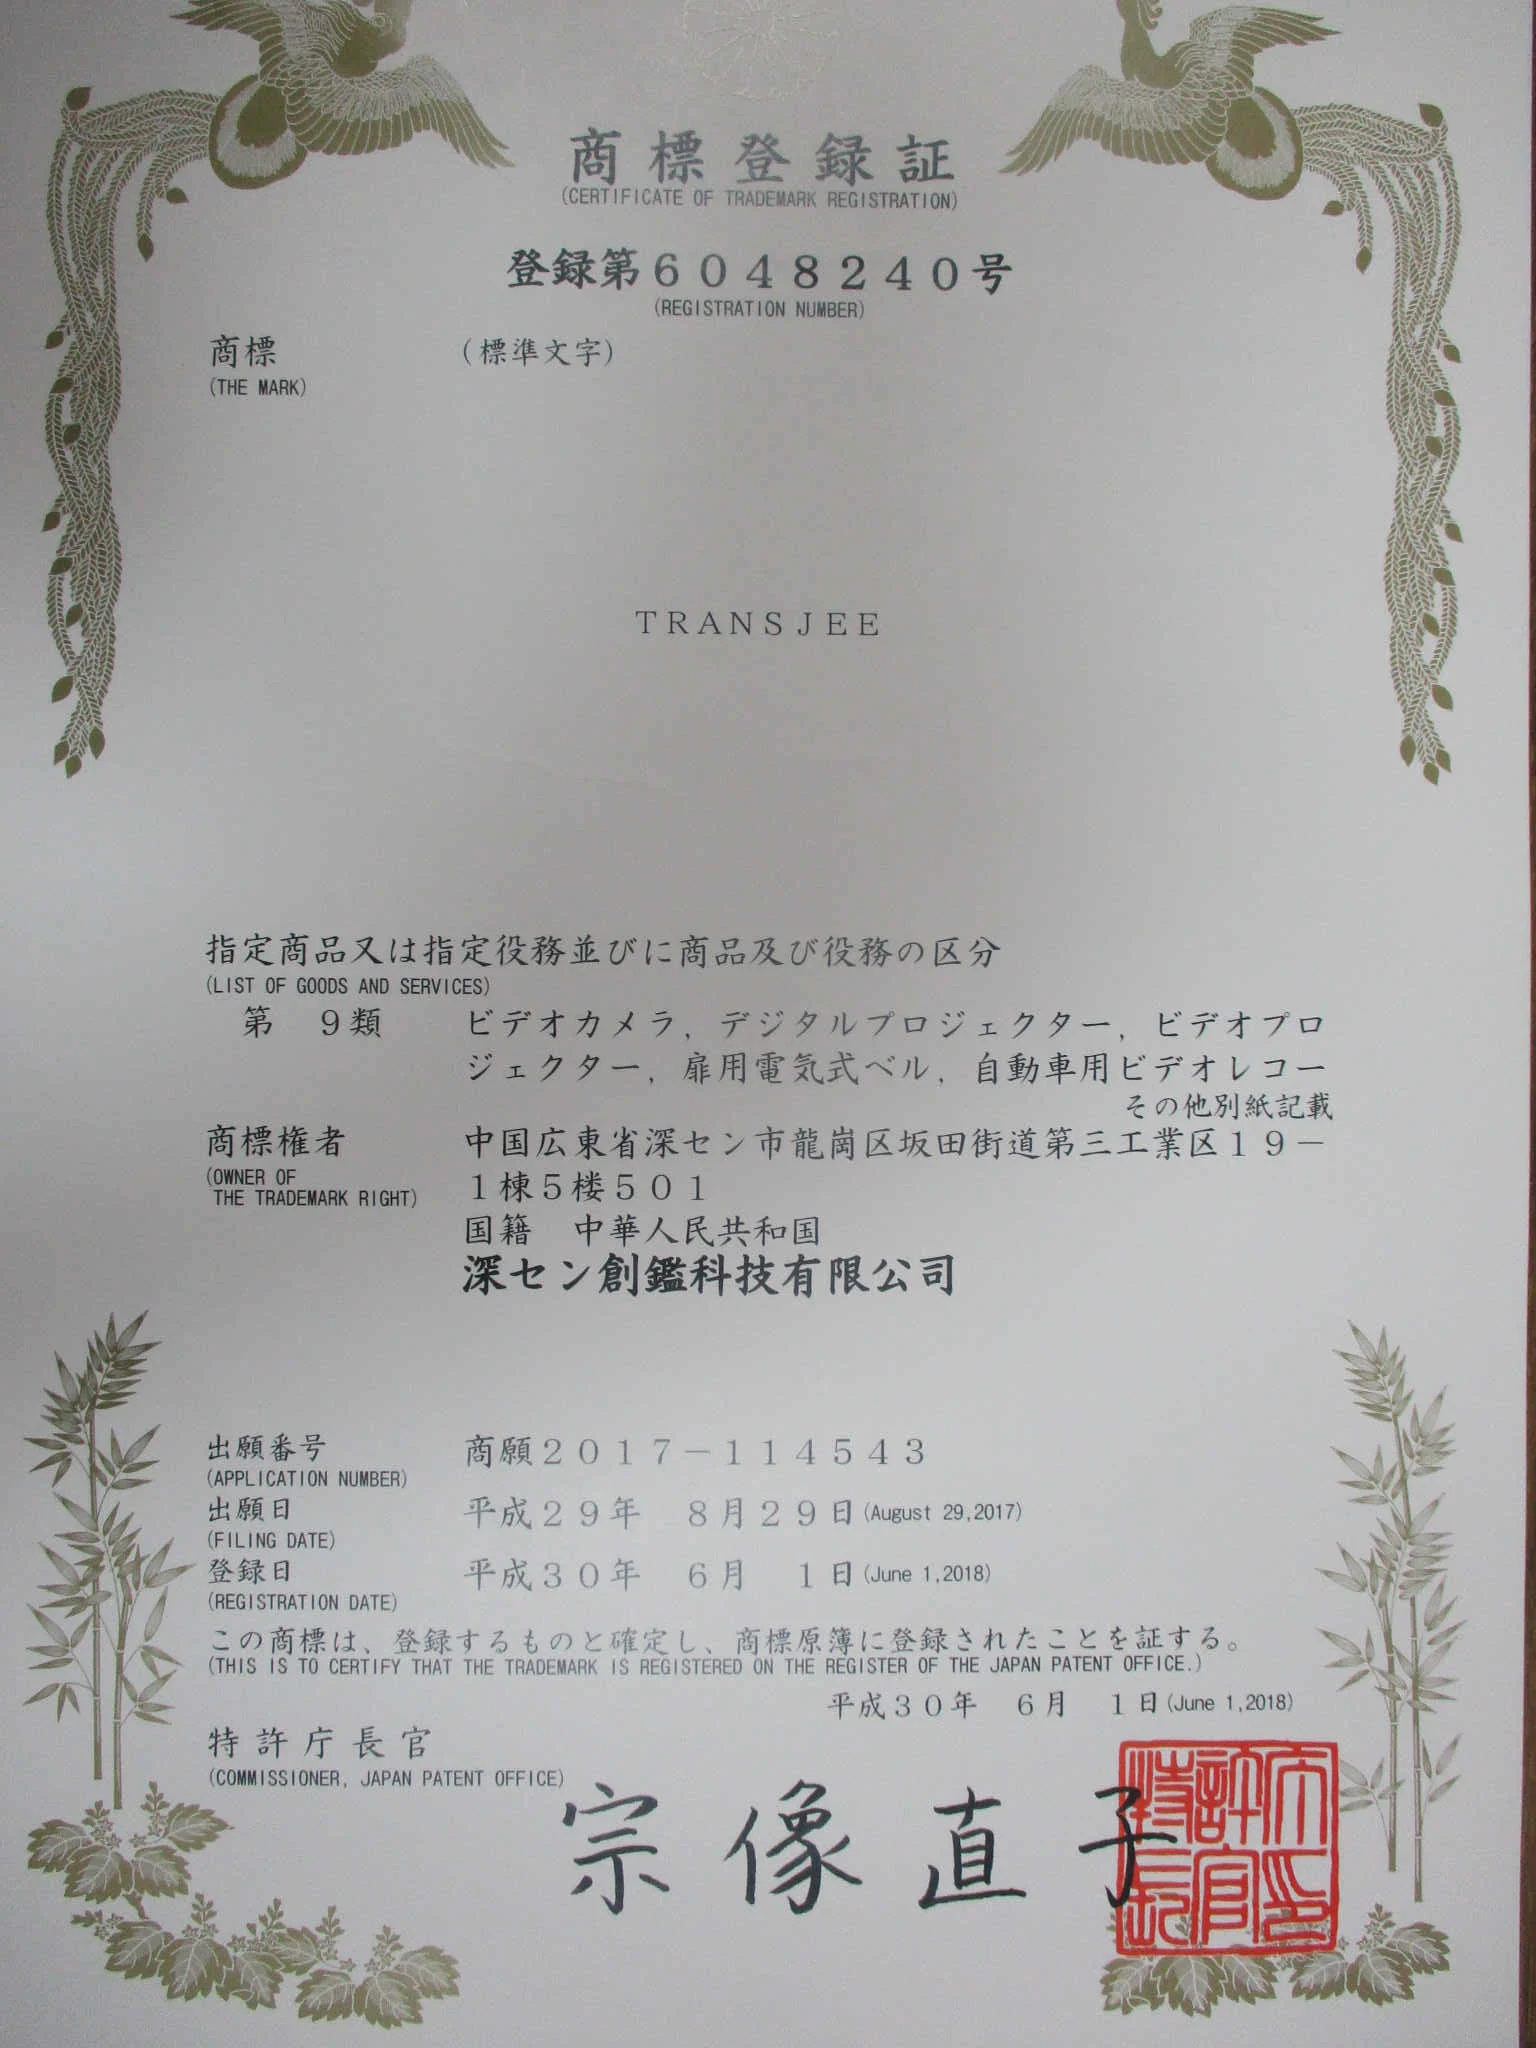 商標登録証
(CERTIFICATE OF TRADEMARK REGISTRATION)
登録第6048240号
(REGISTRATION NUMBER)
商標 (標準文字)
(THE MARK)
TRANSJEE
指定商品又は指定役務並びに商品及び役務の区分
(LIST OF GOODS AND SERVICES)
第 9類 ビデオカメラ,デジタルプロジェクター,ビデオプロ
ジェクター,扉用電気式ベル,自動車用ビデオレコー
その他別紙記載
商標権者 中国広東省深セン市龍崗区坂田街道第三工業区19-
(OWNER OF
THE TRADEMARK RIGHT) 1棟5楼501
国籍 中華人民共和国
深セン創鑑科技有限公司
出願番号 商願2017-114543
(APPLICATION NUMBER)
出願日 平成29年 8月29日(August 29,2017)
(FILING DATE)
登録日 平成30年 6月 1日(June 1,2018)
(REGISTRATION DATE)
この商標は、登録するものと確定し、商標原簿に登録されたことを証する。
(THIS IS TO CERTIFY THAT THE TRADEMARK IS REGISTERED ON THE REGISTER OF THE JAPAN PATENT OFFICE.)
平成30年 6月 1日(June 1,2018)
特許庁長官
(COMMISSIONER, JAPAN PATENT OFFICE)
宗像直子